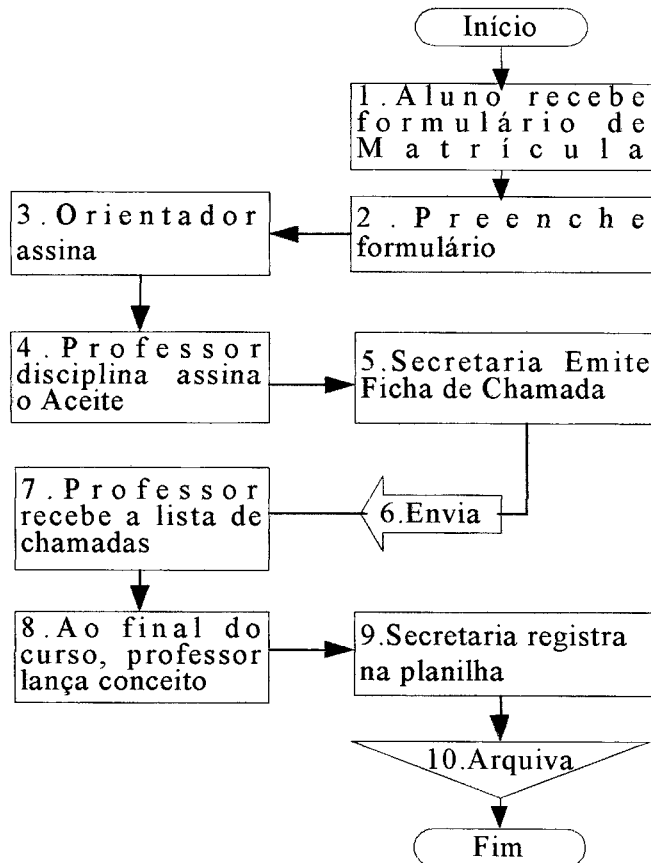 Início
1.Aluno recebe
formulário de
Matrícula
2.Preenche
formulário
3.Orientador
assina
4.Professor
disciplina assina
o Aceite
5.Secretaria Emite
Ficha de Chamada
6.Envia
7.Professor
recebe a lista de
chamadas
8.Ao final do
curso, professor
lança conceito
9.Secretaria registra
na planilha
10.Arquiva
Fim